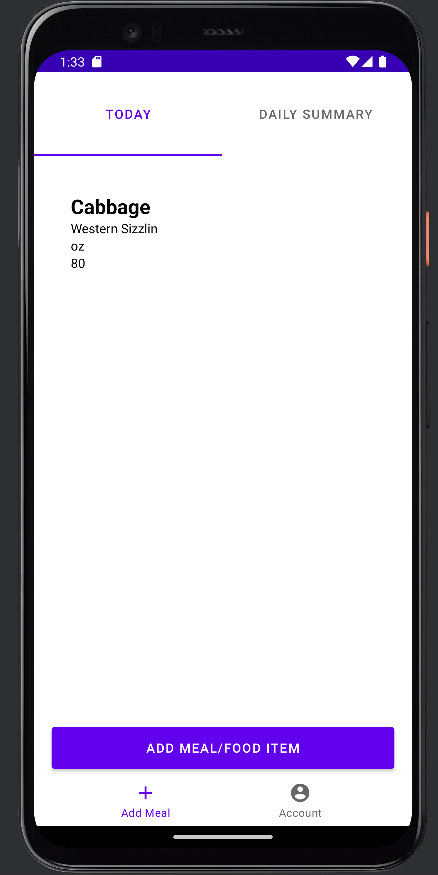 1:33
TODAY
DAILY SUMMARY
Cabbage
Western Sizzlin
oz
80
ADD MEAL/FOOD ITEM
Add Meal
Account